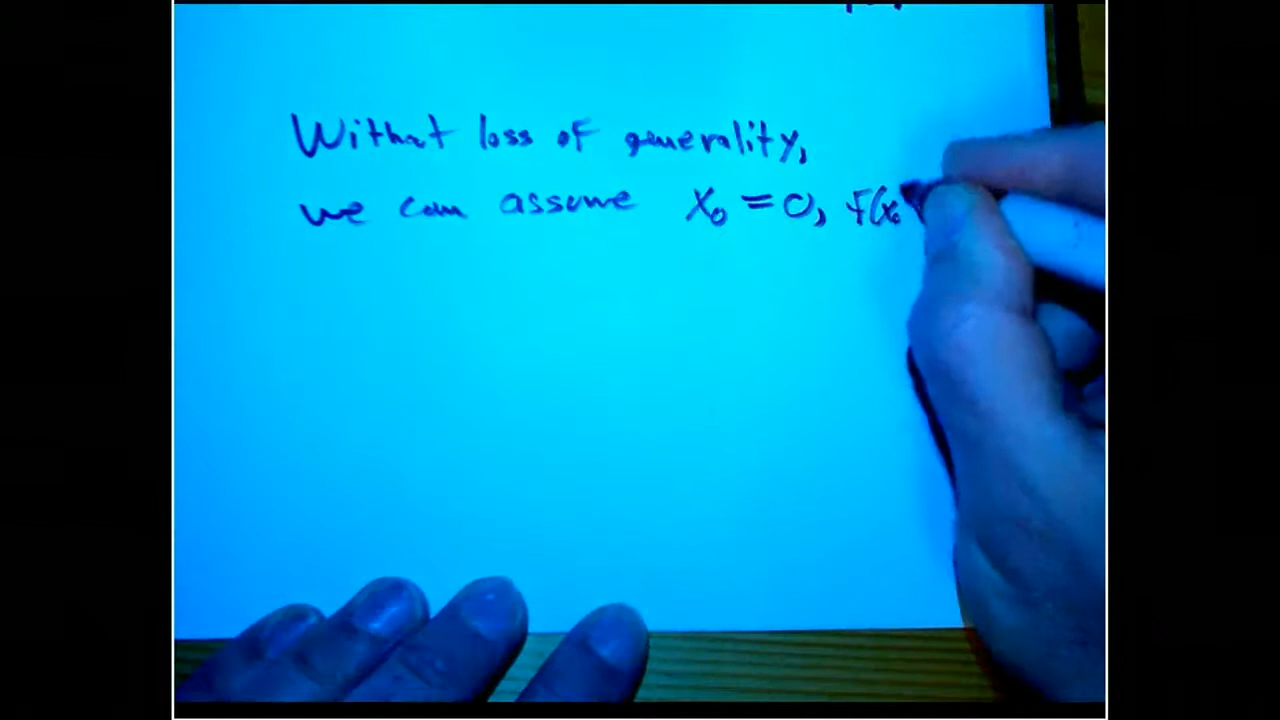 Without loss of generality,
we can assume x₀ = 0, f(x₀